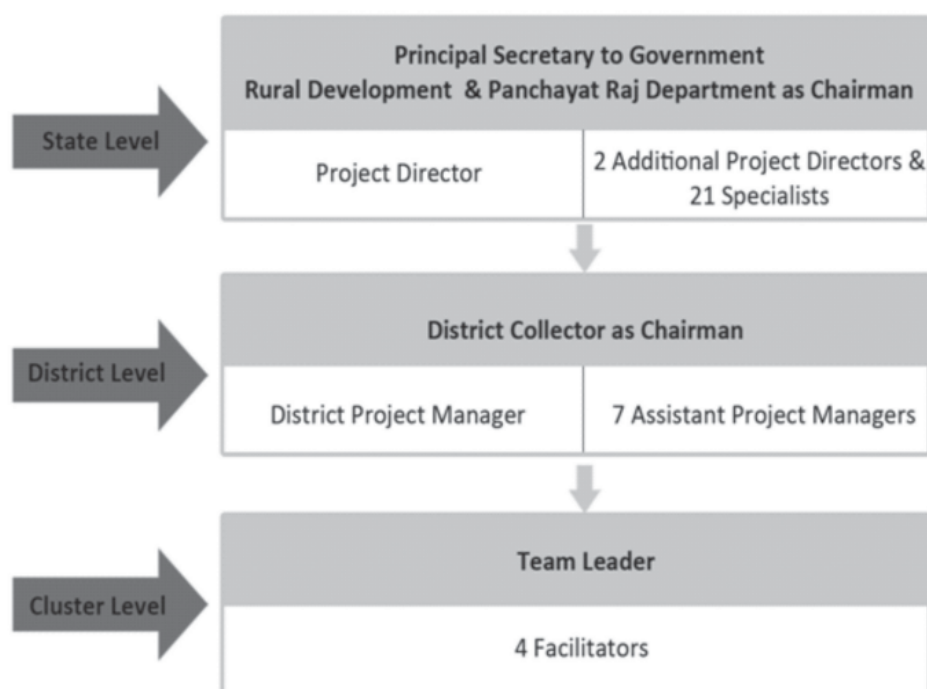 Principal Secretary to Government
Rural Development & Panchayat Raj Department as Chairman
State Level
Project Director
2 Additional Project Directors &
21 Specialists
District Collector as Chairman
District Level
District Project Manager
7 Assistant Project Managers
Team Leader
Cluster Level
4 Facilitators